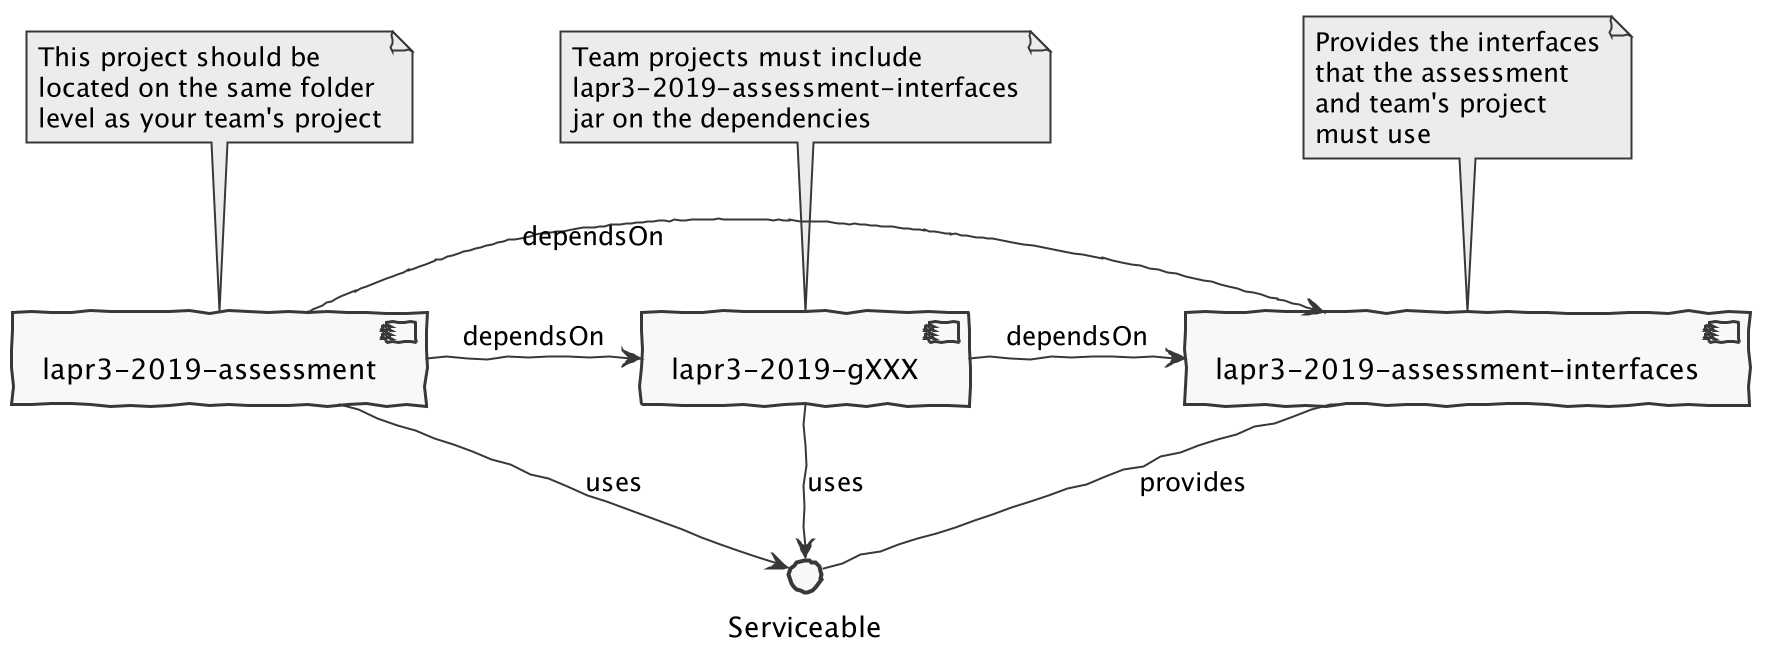 This project should be
located on the same folder
level as your team's project
Team projects must include
lapr3-2019-assessment-interfaces
jar on the dependencies
Provides the interfaces
that the assessment
and team's project
must use
dependsOn
lapr3-2019-assessment
dependsOn
lapr3-2019-gXXX
dependsOn
lapr3-2019-assessment-interfaces
uses
uses
provides
Serviceable